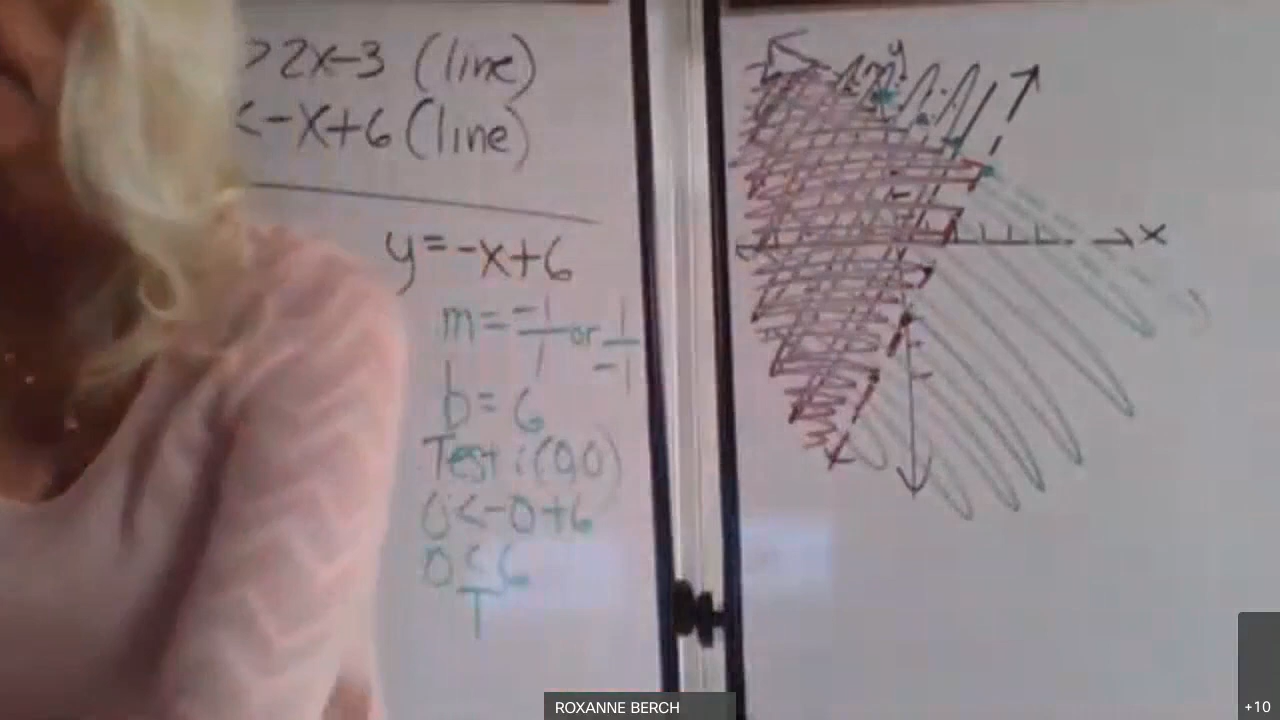 >2x-3 (line)
<-x+6 (line)
y=-x+6
m=-1/1 or 1/-1
b=6
Test:(0,0)
0<-0+6
0<6
T
y
x
ROXANNE BERCH
+10